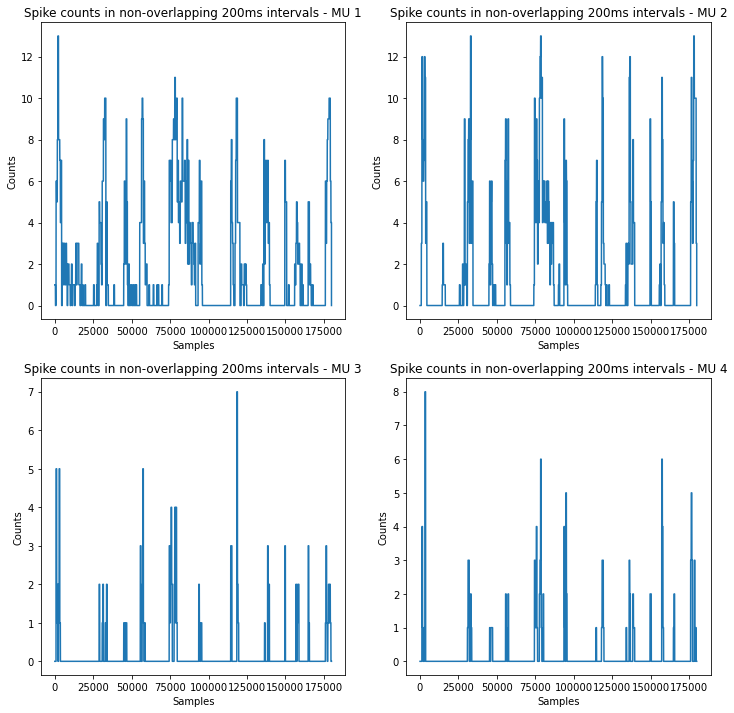 Spike counts in non-overlapping 200ms intervals - MU 1
Counts
12
10
8
6
4
2
0
0 25000 50000 75000 100000 125000 150000 175000
Samples
Spike counts in non-overlapping 200ms intervals - MU 2
Counts
12
10
8
6
4
2
0
0 25000 50000 75000 100000 125000 150000 175000
Samples
Spike counts in non-overlapping 200ms intervals - MU 3
Counts
7
6
5
4
3
2
1
0
0 25000 50000 75000 100000 125000 150000 175000
Samples
Spike counts in non-overlapping 200ms intervals - MU 4
Counts
8
7
6
5
4
3
2
1
0
0 25000 50000 75000 100000 125000 150000 175000
Samples